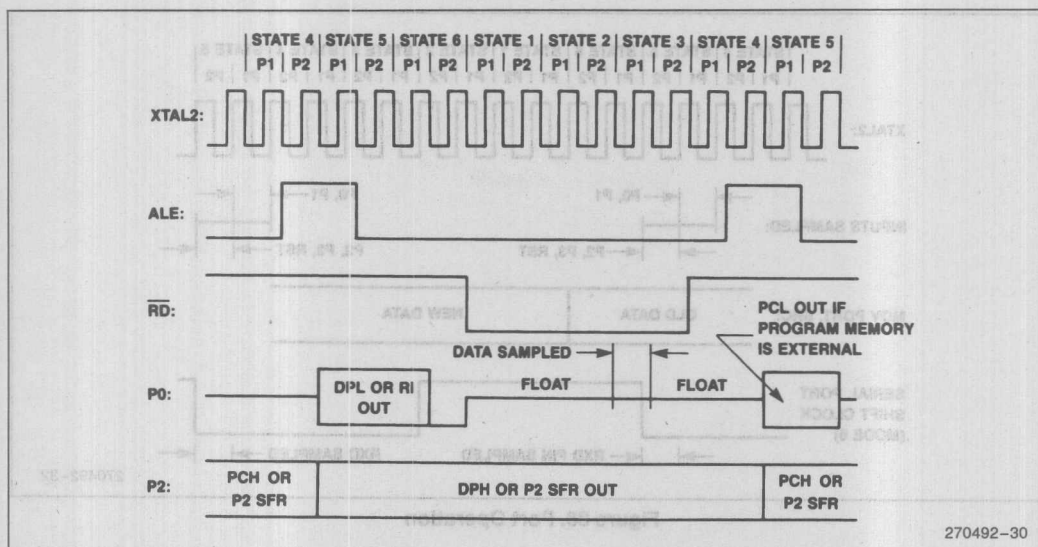 STATE 4 STATE 5 STATE 6 STATE 1 STATE 2 STATE 3 STATE 4 STATE 5
P1 P2 P1 P2 P1 P2 P1 P2 P1 P2 P1 P2 P1 P2 P1 P2
XTAL2:
ALE:
RD:
PCL OUT IF
PROGRAM MEMORY
IS EXTERNAL
DATA SAMPLED
P0:
DPL OR RI
OUT
FLOAT
FLOAT
P2:
PCH OR
P2 SFR
DPH OR P2 SFR OUT
PCH OR
P2 SFR
270492-30